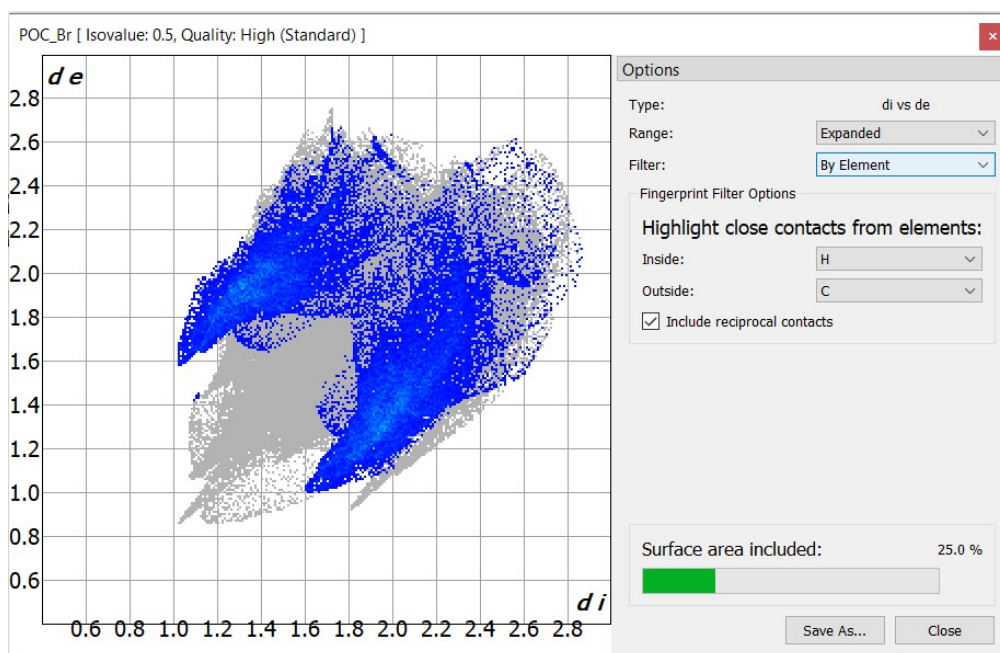 POC_Br [ Isovalue: 0.5, Quality: High (Standard) ]
×
d e
2.8
2.6
2.4
2.2
2.0
1.8
1.6
1.4
1.2
1.0
0.8
0.6
d i
0.6 0.8 1.0 1.2 1.4 1.6 1.8 2.0 2.2 2.4 2.6 2.8
Options
Type: di vs de
Range: Expanded
Filter: By Element
Fingerprint Filter Options
Highlight close contacts from elements:
Inside: H
Outside: C
Include reciprocal contacts
Surface area included: 25.0 %
Save As... Close